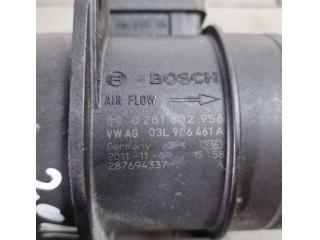 BOSCH
AIR FLOW
0 281 002 956
VW AG 03L 906 461 A
Germany 216
2011-11-09 15:58
287694337